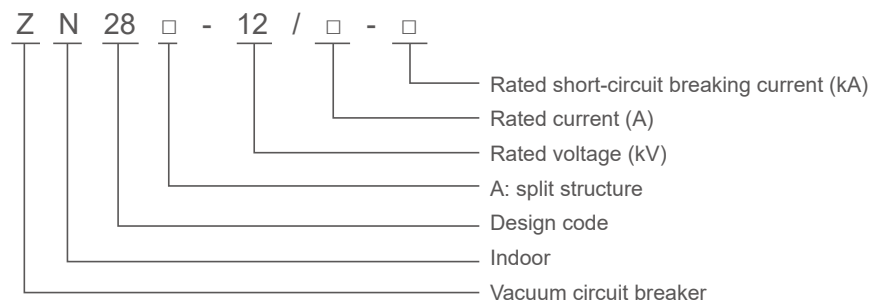 Z N 28 □ - 12 / □ - □
Rated short-circuit breaking current (kA)
Rated current (A)
Rated voltage (kV)
A: split structure
Design code
Indoor
Vacuum circuit breaker